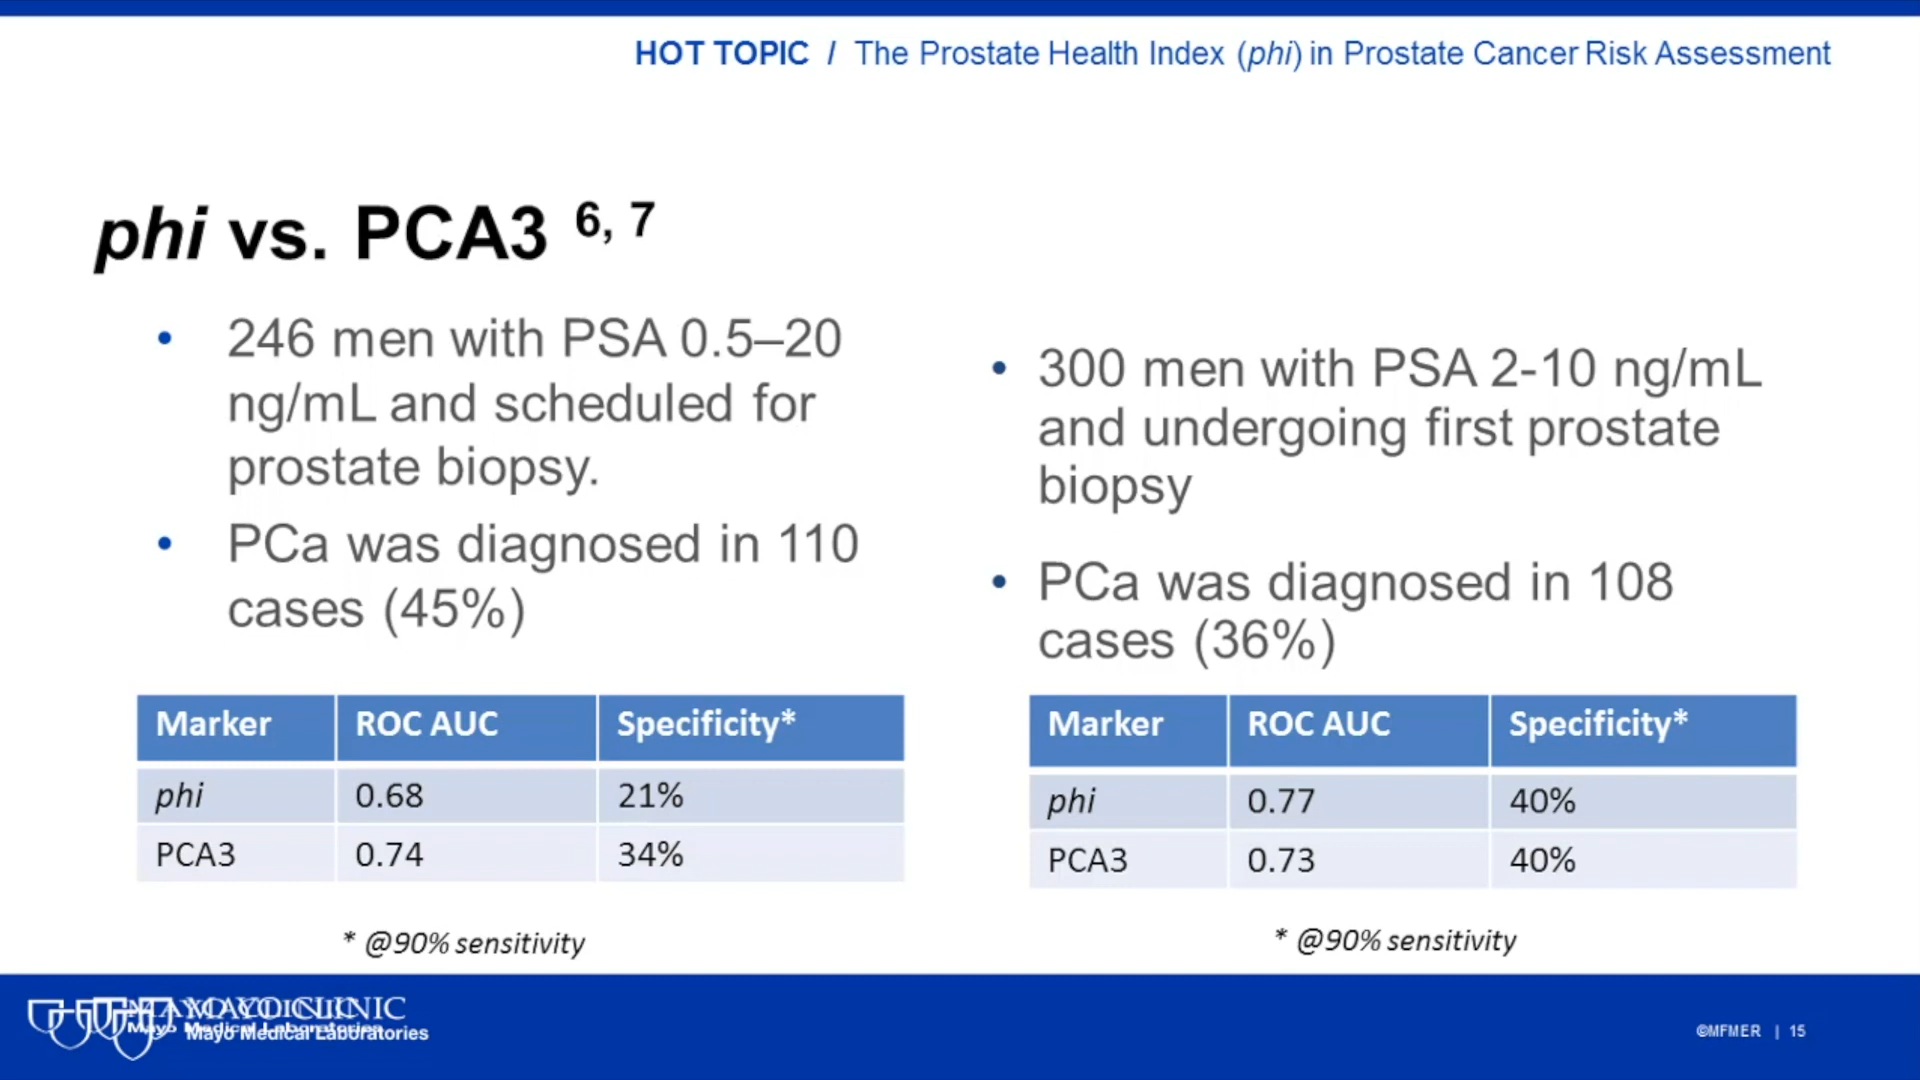 HOT TOPIC / The Prostate Health Index (phi) in Prostate Cancer Risk Assessment
phi vs. PCA3 6, 7
• 246 men with PSA 0.5–20
ng/mL and scheduled for
prostate biopsy.
• PCa was diagnosed in 110
cases (45%)
Marker ROC AUC Specificity*
phi 0.68 21%
PCA3 0.74 34%
* @90% sensitivity
• 300 men with PSA 2-10 ng/mL
and undergoing first prostate
biopsy
• PCa was diagnosed in 108
cases (36%)
Marker ROC AUC Specificity*
phi 0.77 40%
PCA3 0.73 40%
* @90% sensitivity
MAYO CLINIC
Mayo Medical Laboratories
©MFMER | 15